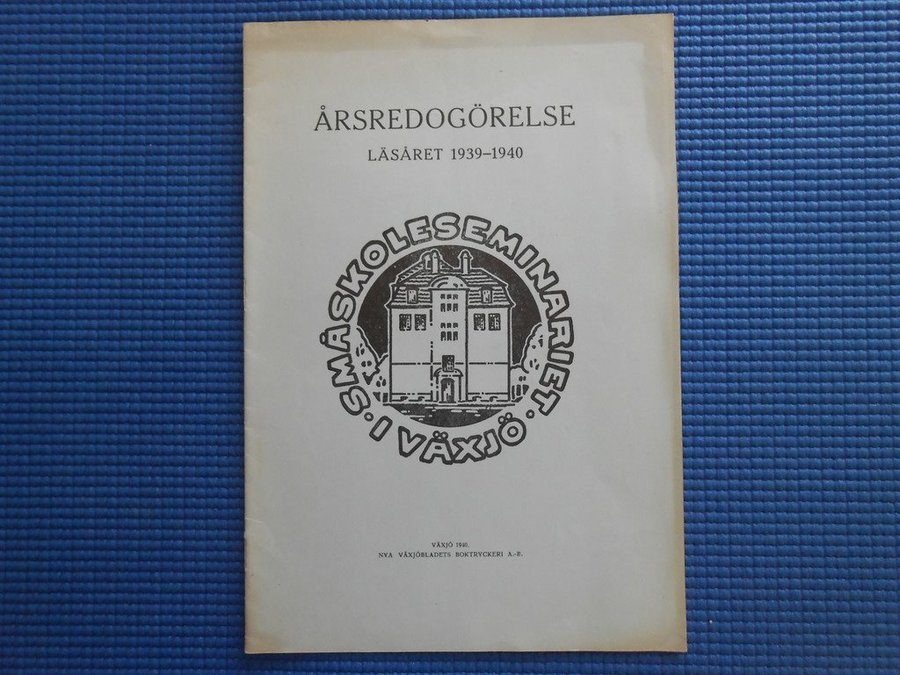 ÅRSREDOGÖRELSE
LÄSÅRET 1939–1940
SMÅSKOLESEMINARIET
· I VÄXJÖ ·
VÄXJÖ 1940.
NYA VÄXJÖBLADETS BOKTRYCKERI A.-B.